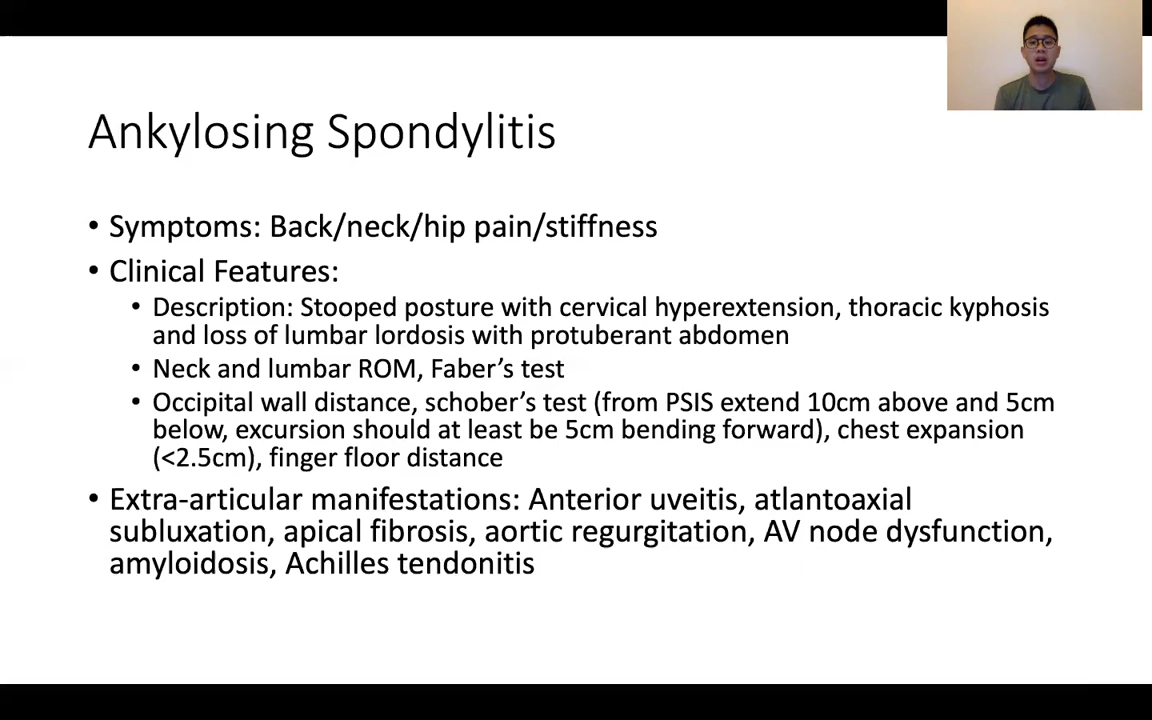 Ankylosing Spondylitis
• Symptoms: Back/neck/hip pain/stiffness
• Clinical Features:
• Description: Stooped posture with cervical hyperextension, thoracic kyphosis
and loss of lumbar lordosis with protuberant abdomen
• Neck and lumbar ROM, Faber’s test
• Occipital wall distance, schober’s test (from PSIS extend 10cm above and 5cm
below, excursion should at least be 5cm bending forward), chest expansion
(<2.5cm), finger floor distance
• Extra-articular manifestations: Anterior uveitis, atlantoaxial
subluxation, apical fibrosis, aortic regurgitation, AV node dysfunction,
amyloidosis, Achilles tendonitis